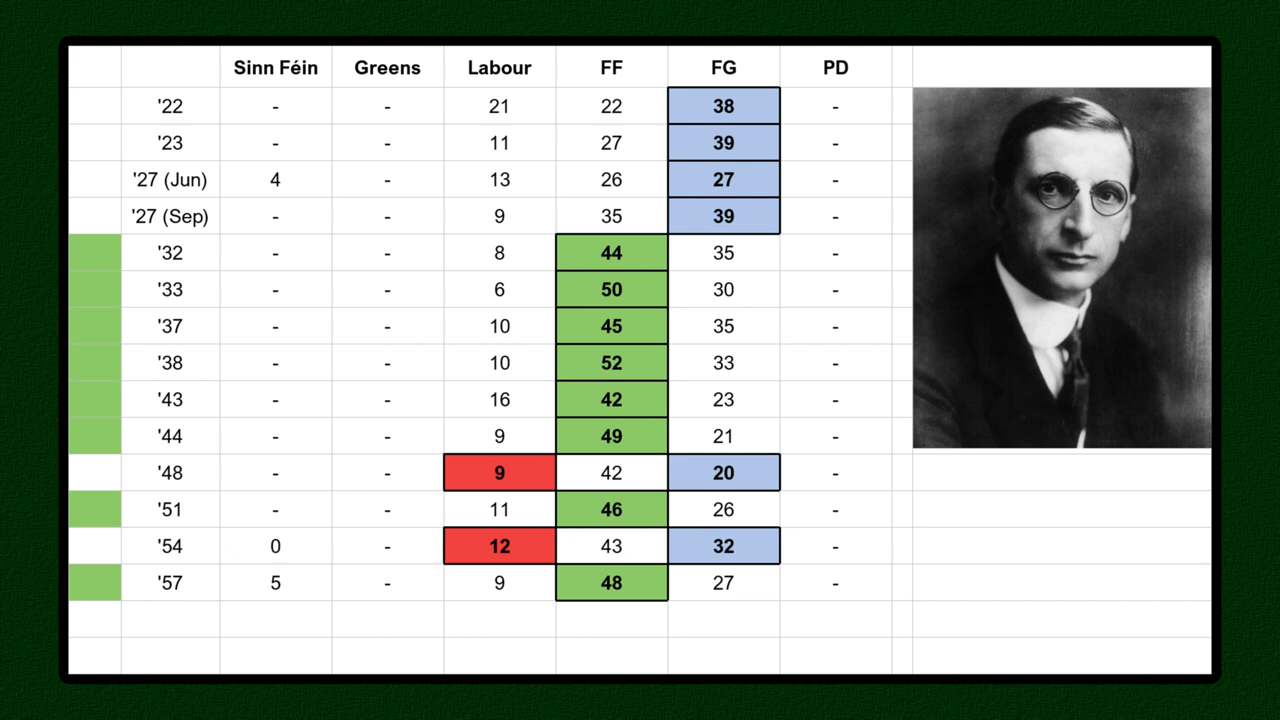 Sinn Féin Greens Labour FF FG PD
'22 - - 21 22 38 -
'23 - - 11 27 39 -
'27 (Jun) 4 - 13 26 27 -
'27 (Sep) - - 9 35 39 -
'32 - - 8 44 35 -
'33 - - 6 50 30 -
'37 - - 10 45 35 -
'38 - - 10 52 33 -
'43 - - 16 42 23 -
'44 - - 9 49 21 -
'48 - - 9 42 20 -
'51 - - 11 46 26 -
'54 0 - 12 43 32 -
'57 5 - 9 48 27 -